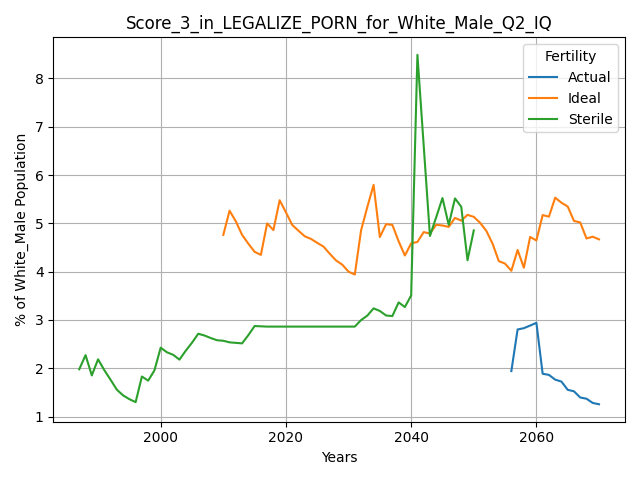 Score_3_in_LEGALIZE_PORN_for_White_Male_Q2_IQ
Fertility
Actual
Ideal
Sterile
8
7
6
5
4
3
2
1
% of White_Male Population
2000
2020
2040
2060
Years